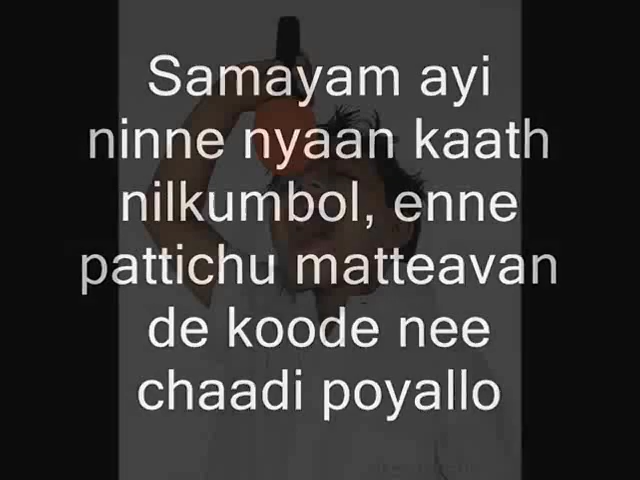 Samayam ayi
ninne nyaan kaath
nilkumbol, enne
pattichu matteavan
de koode nee
chaadi poyallo